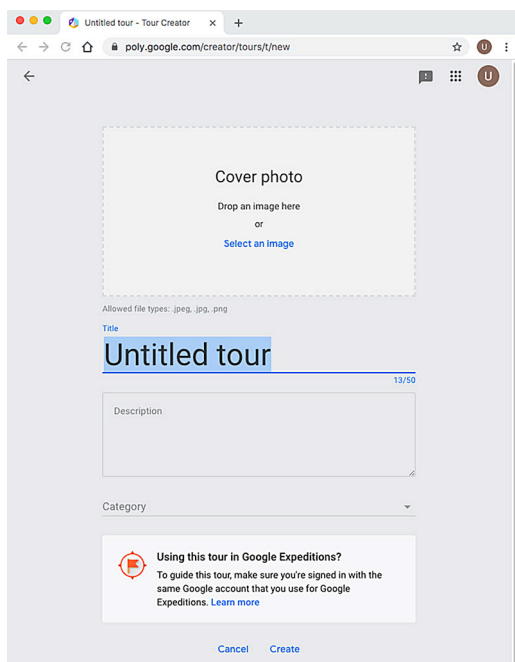 Untitled tour - Tour Creator
poly.google.com/creator/tours/t/new
U
U
Cover photo
Drop an image here
or
Select an image
Allowed file types: .jpeg, .jpg, .png
Title
Untitled tour
13/50
Description
Category
Using this tour in Google Expeditions?
To guide this tour, make sure you're signed in with the
same Google account that you use for Google
Expeditions. Learn more
Cancel Create